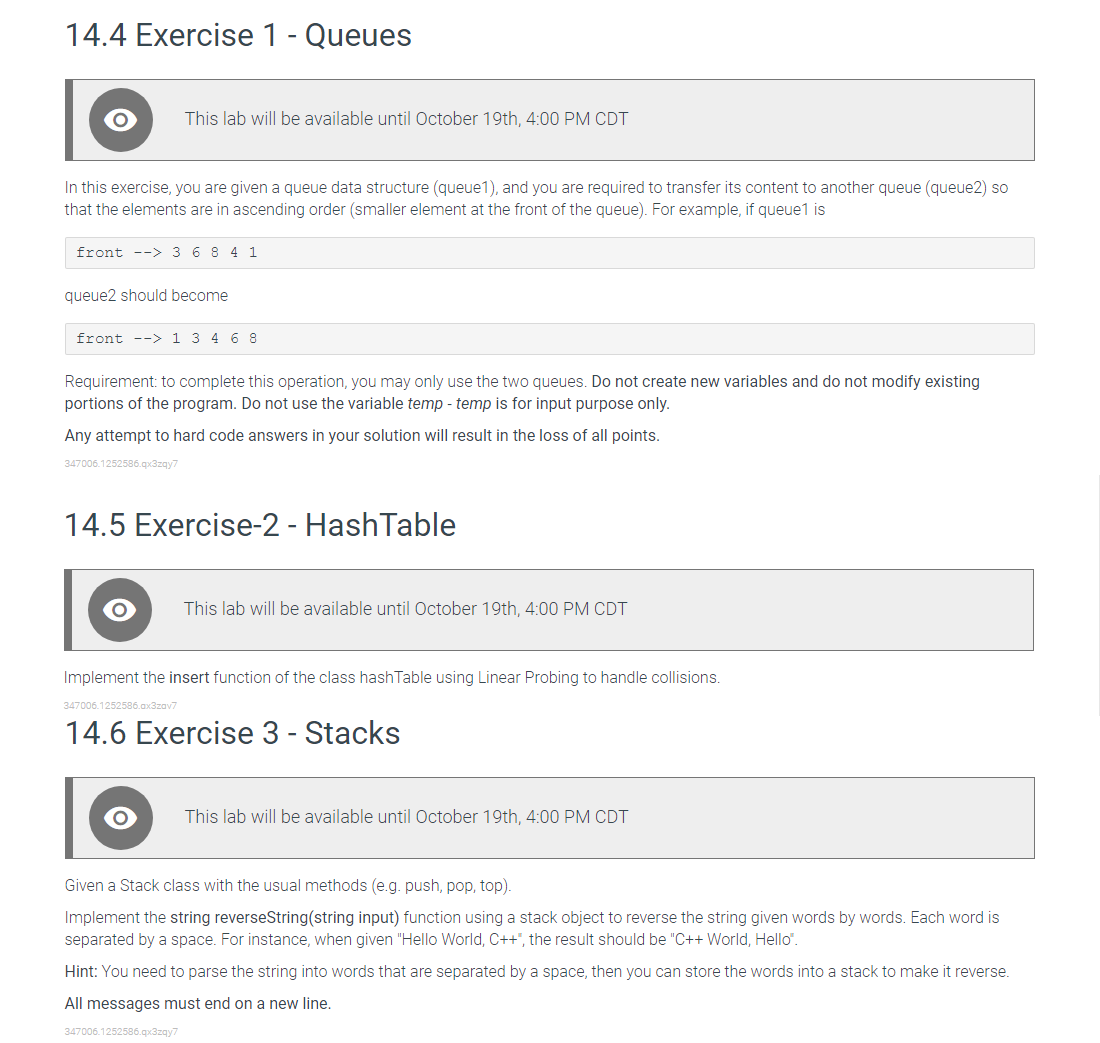 14.4 Exercise 1 - Queues
This lab will be available until October 19th, 4:00 PM CDT
In this exercise, you are given a queue data structure (queue1), and you are required to transfer its content to another queue (queue2) so
that the elements are in ascending order (smaller element at the front of the queue). For example, if queue1 is
front --> 3 6 8 4 1
queue2 should become
front --> 1 3 4 6 8
Requirement: to complete this operation, you may only use the two queues. Do not create new variables and do not modify existing
portions of the program. Do not use the variable temp - temp is for input purpose only.
Any attempt to hard code answers in your solution will result in the loss of all points.
347006.1252586.qx3zqy7
14.5 Exercise-2 - HashTable
This lab will be available until October 19th, 4:00 PM CDT
Implement the insert function of the class hashTable using Linear Probing to handle collisions.
347006.1252586.qx3zqy7
14.6 Exercise 3 - Stacks
This lab will be available until October 19th, 4:00 PM CDT
Given a Stack class with the usual methods (e.g. push, pop, top).
Implement the string reverseString(string input) function using a stack object to reverse the string given words by words. Each word is
separated by a space. For instance, when given "Hello World, C++", the result should be "C++ World, Hello".
Hint: You need to parse the string into words that are separated by a space, then you can store the words into a stack to make it reverse.
All messages must end on a new line.
347006.1252586.qx3zqy7